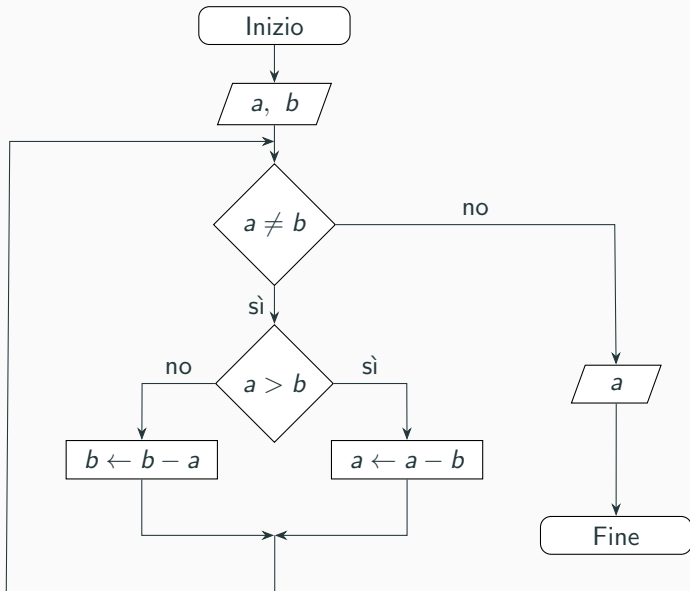 Inizio
a, b
a ≠ b
no
sì
a > b
no
sì
a
b ← b − a
a ← a − b
Fine